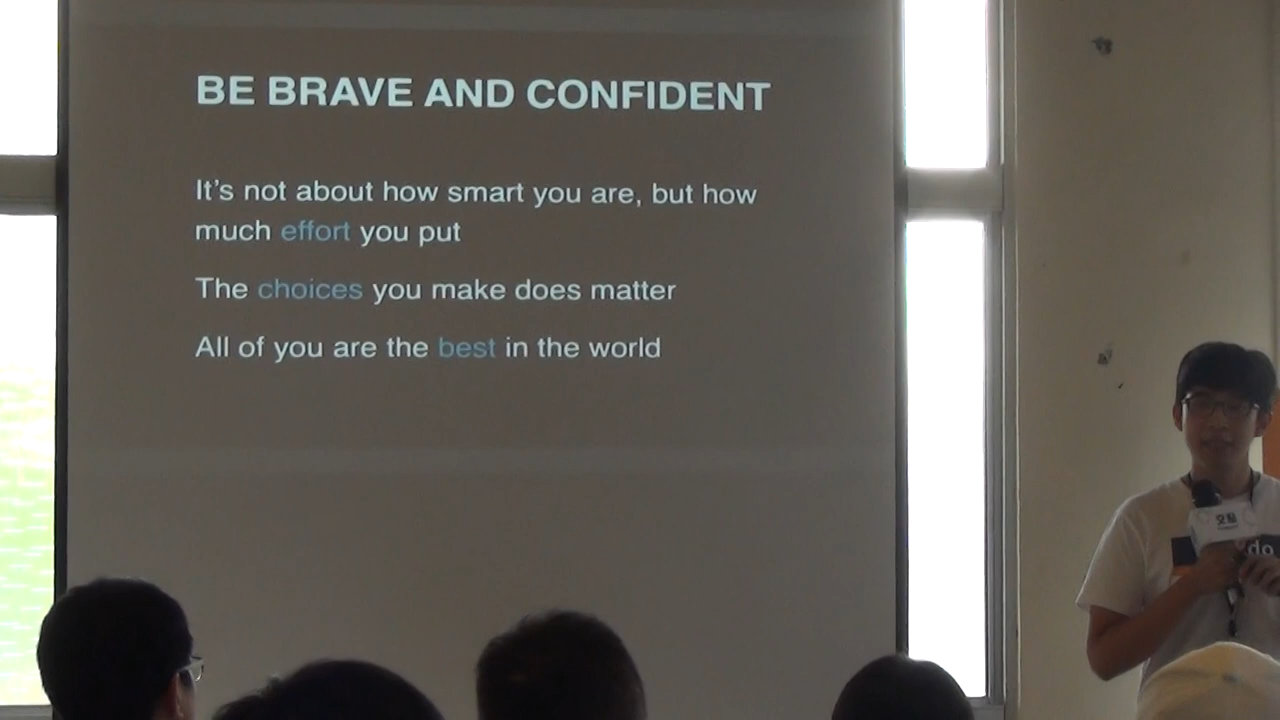 BE BRAVE AND CONFIDENT
It's not about how smart you are, but how
much effort you put
The choices you make does matter
All of you are the best in the world
do